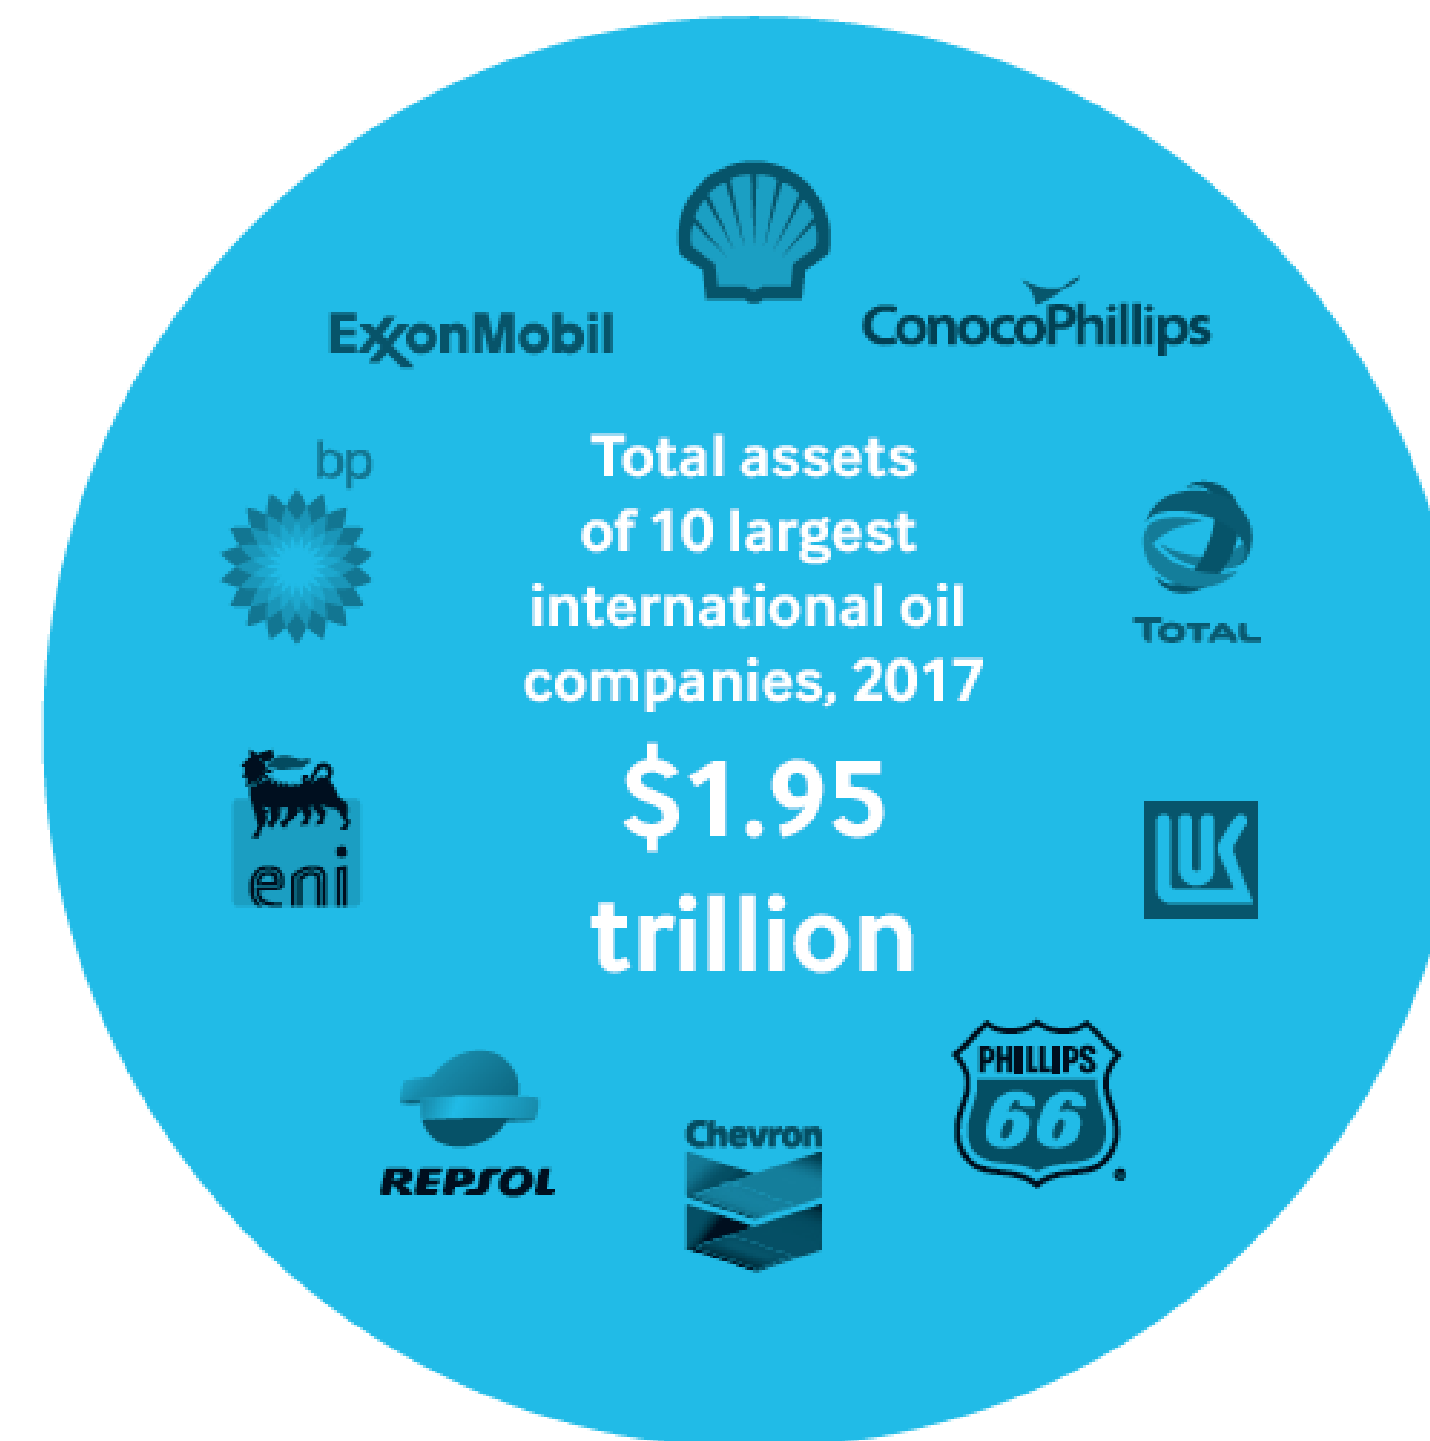 ExxonMobil
ConocoPhillips
bp
Total assets
of 10 largest
international oil
companies, 2017
$1.95
trillion
TOTAL
eni
LUK
REPSOL
Chevron
PHILLIPS
66